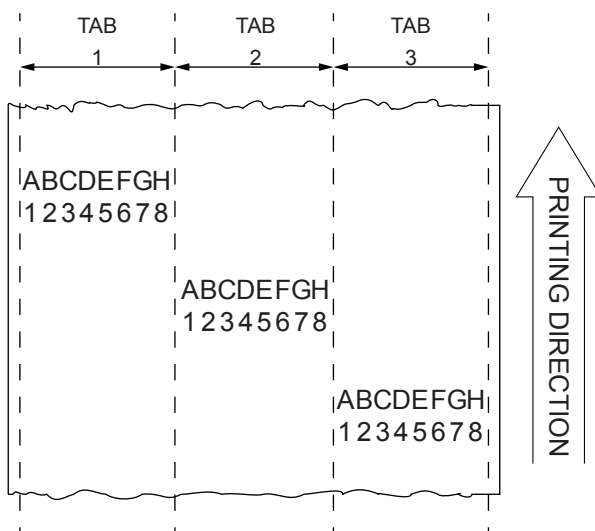 TAB TAB TAB
1 2 3
ABCDEFGH
12345678
ABCDEFGH
12345678
ABCDEFGH
12345678
PRINTING DIRECTION